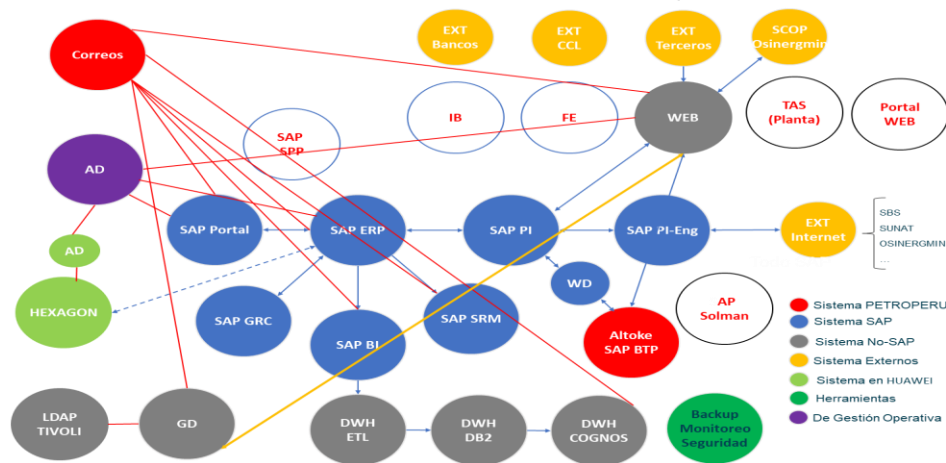 EXT
Bancos
EXT
CCL
EXT
Terceros
SCOP
Osinergmin
Correos
SAP
SPP
IB
FE
WEB
TAS
(Planta)
Portal
WEB
AD
SAP Portal
SAP ERP
SAP PI
SAP PI-Eng
EXT
Internet
SBS
SUNAT
OSINERGMIN
...
AD
HEXAGON
SAP GRC
SAP BI
SAP SRM
WD
Altoke
SAP BTP
AP
Solman
Sistema PETROPERU
Sistema SAP
Sistema No-SAP
Sistema Externos
Sistema en HUAWEI
Herramientas
De Gestión Operativa
LDAP
TIVOLI
GD
DWH
ETL
DWH
DB2
DWH
COGNOS
Backup
Monitoreo
Seguridad